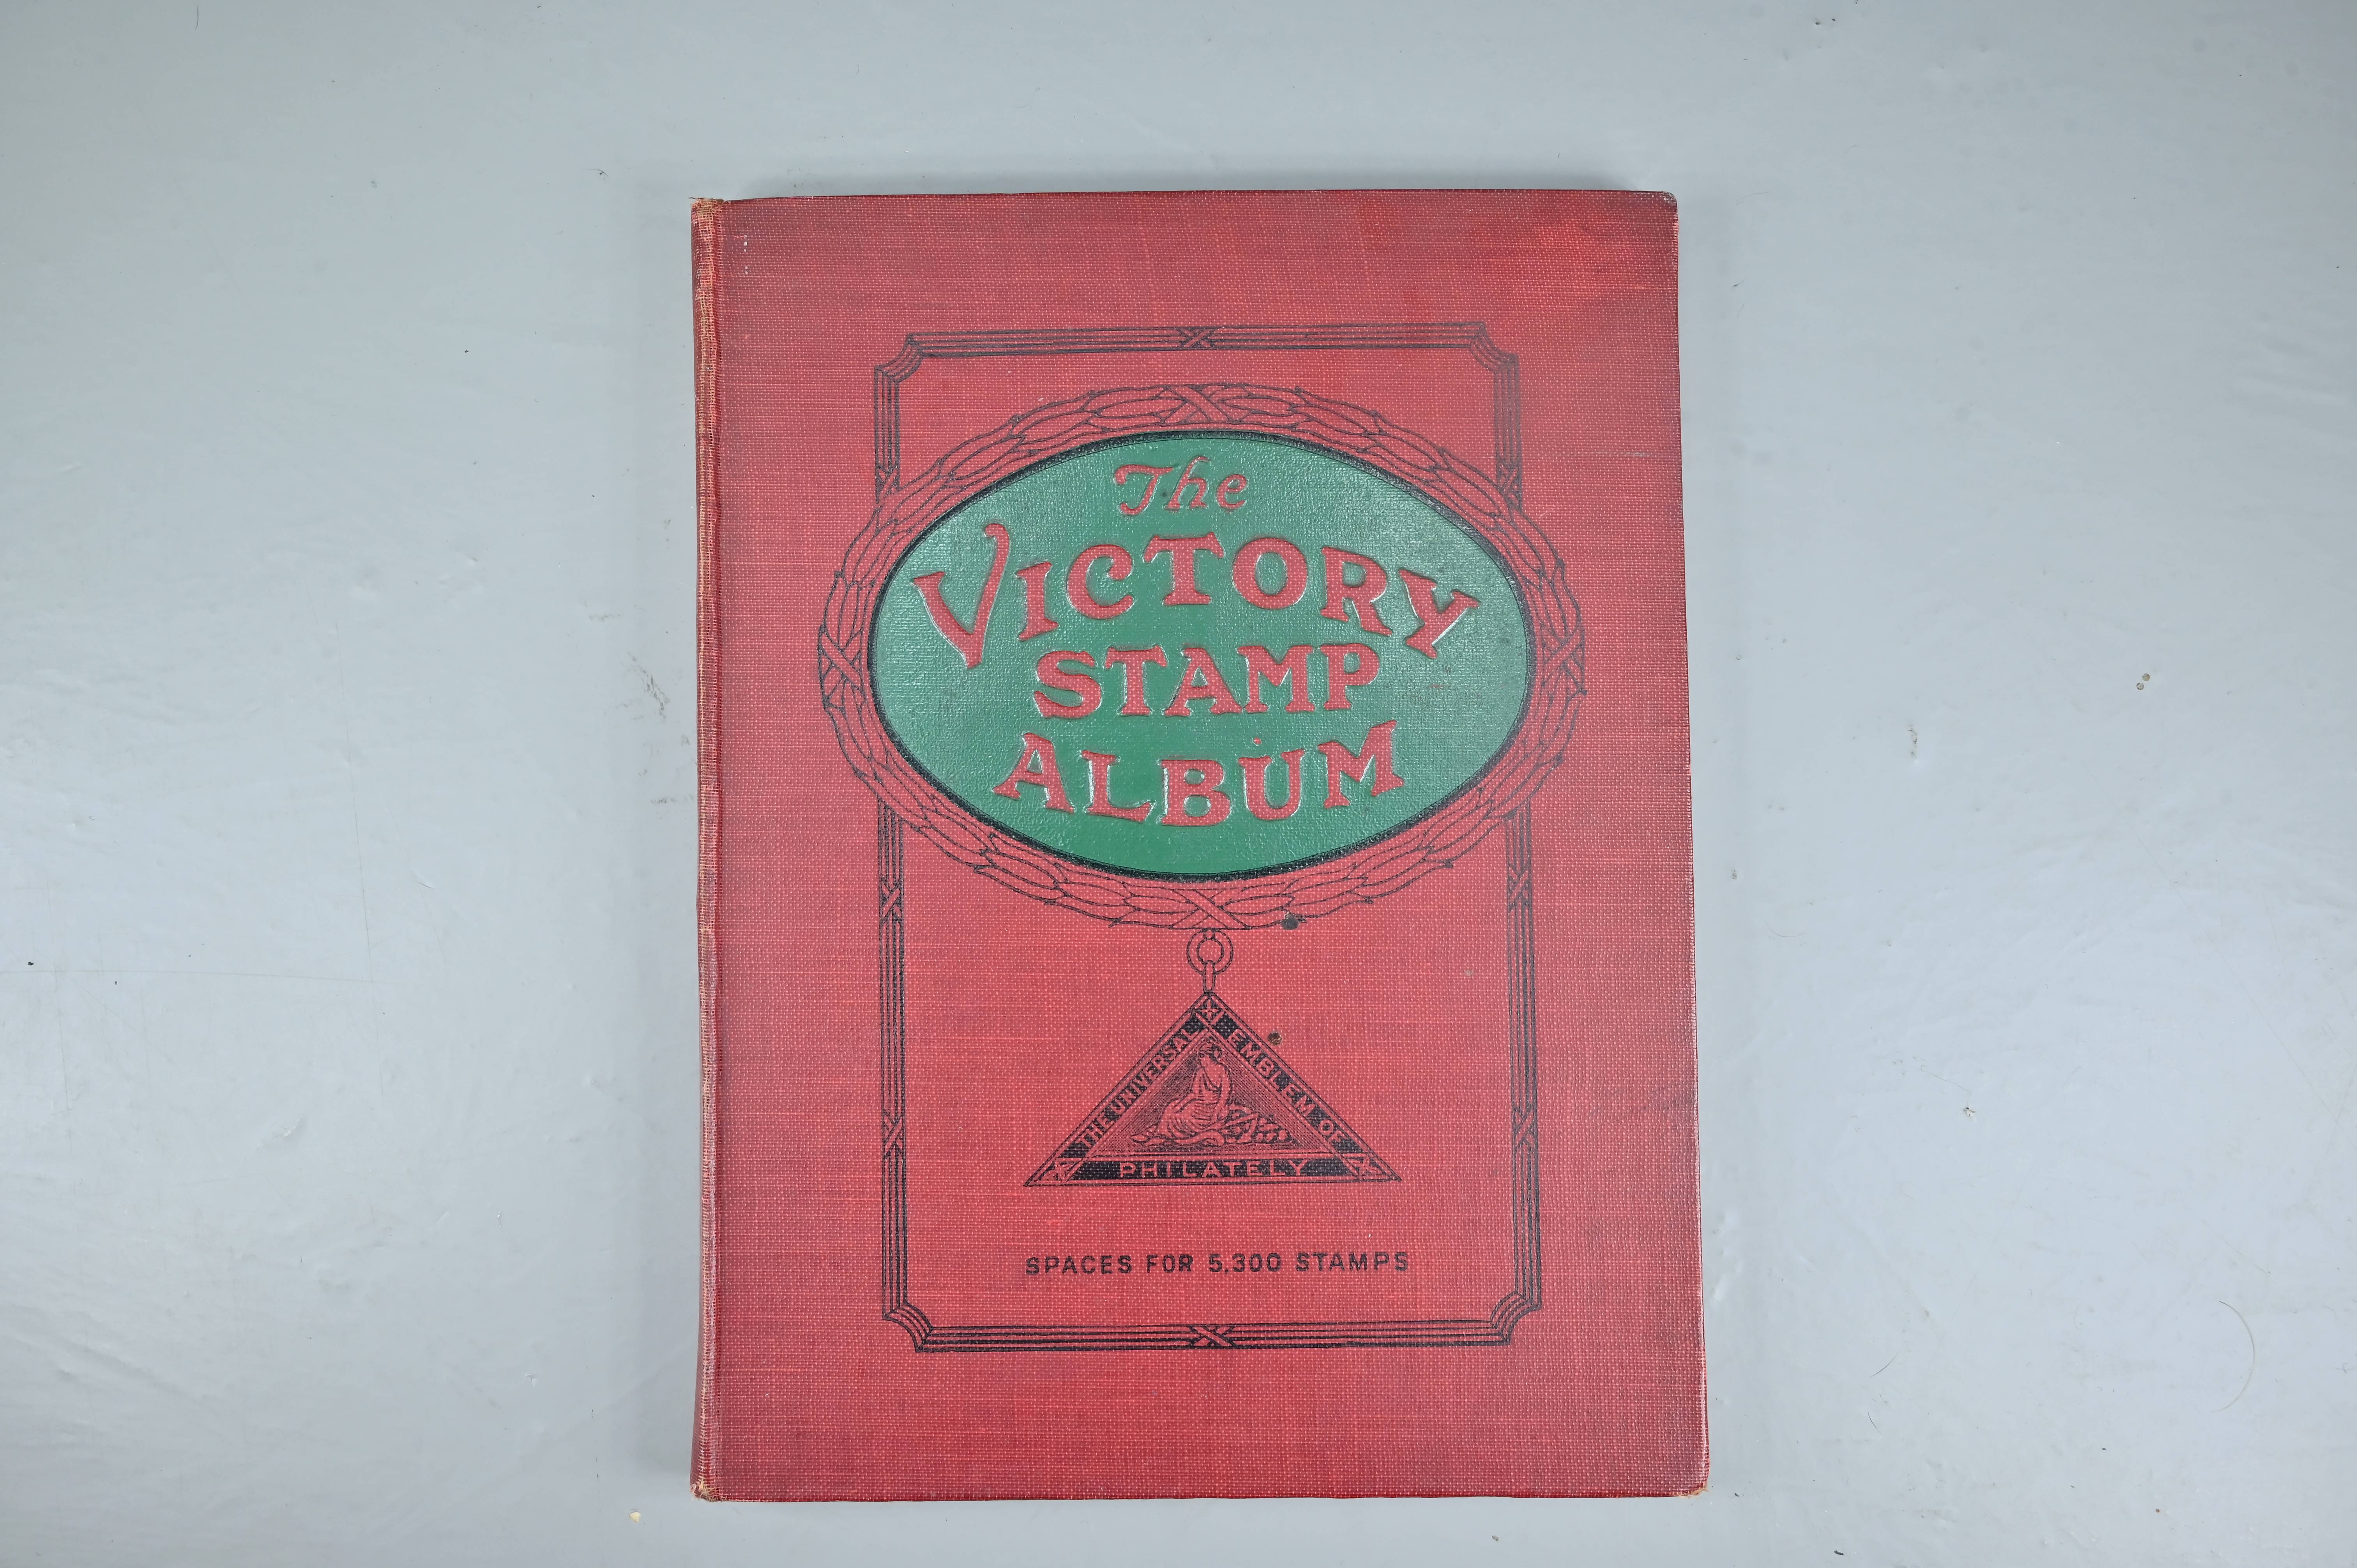 The
VICTORY
STAMP
ALBUM
THE UNIVERSAL
EMBLEM OF
PHILATELY
SPACES FOR 5,300 STAMPS